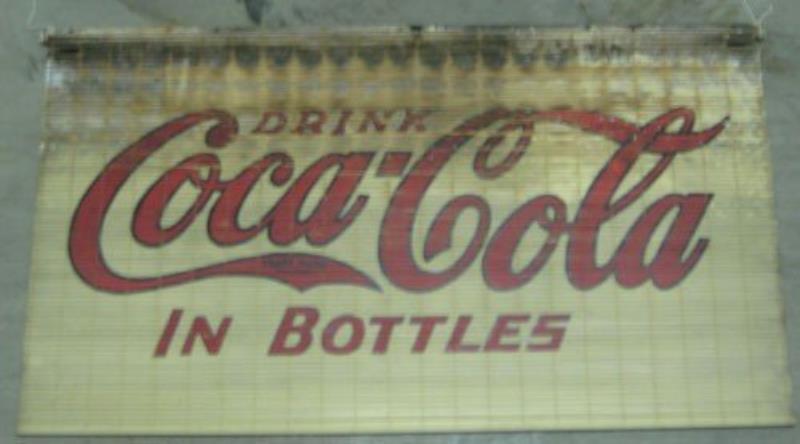 DRINK
Coca-Cola
IN BOTTLES